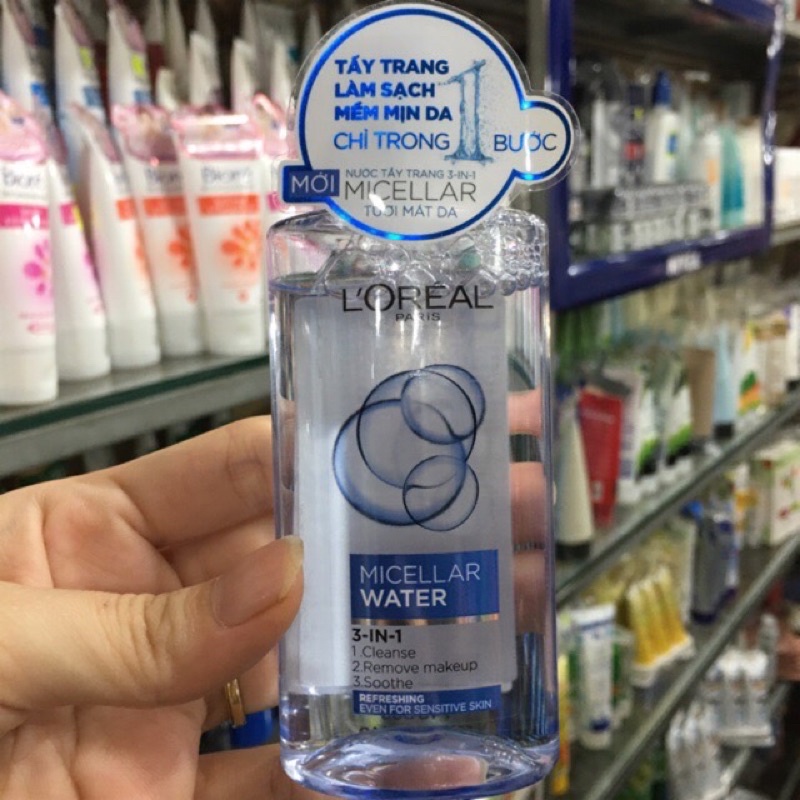 TẨY TRANG
LÀM SẠCH
MỀM MỊN DA
CHỈ TRONG 1 BƯỚC
NƯỚC TẨY TRANG 3-IN-1
MỚI MICELLAR
TƯƠI MÁT DA
L'ORÉAL
PARIS
MICELLAR
WATER
3-IN-1
1.Cleanse
2.Remove makeup
3.Soothe
REFRESHING
EVEN FOR SENSITIVE SKIN
Bioré